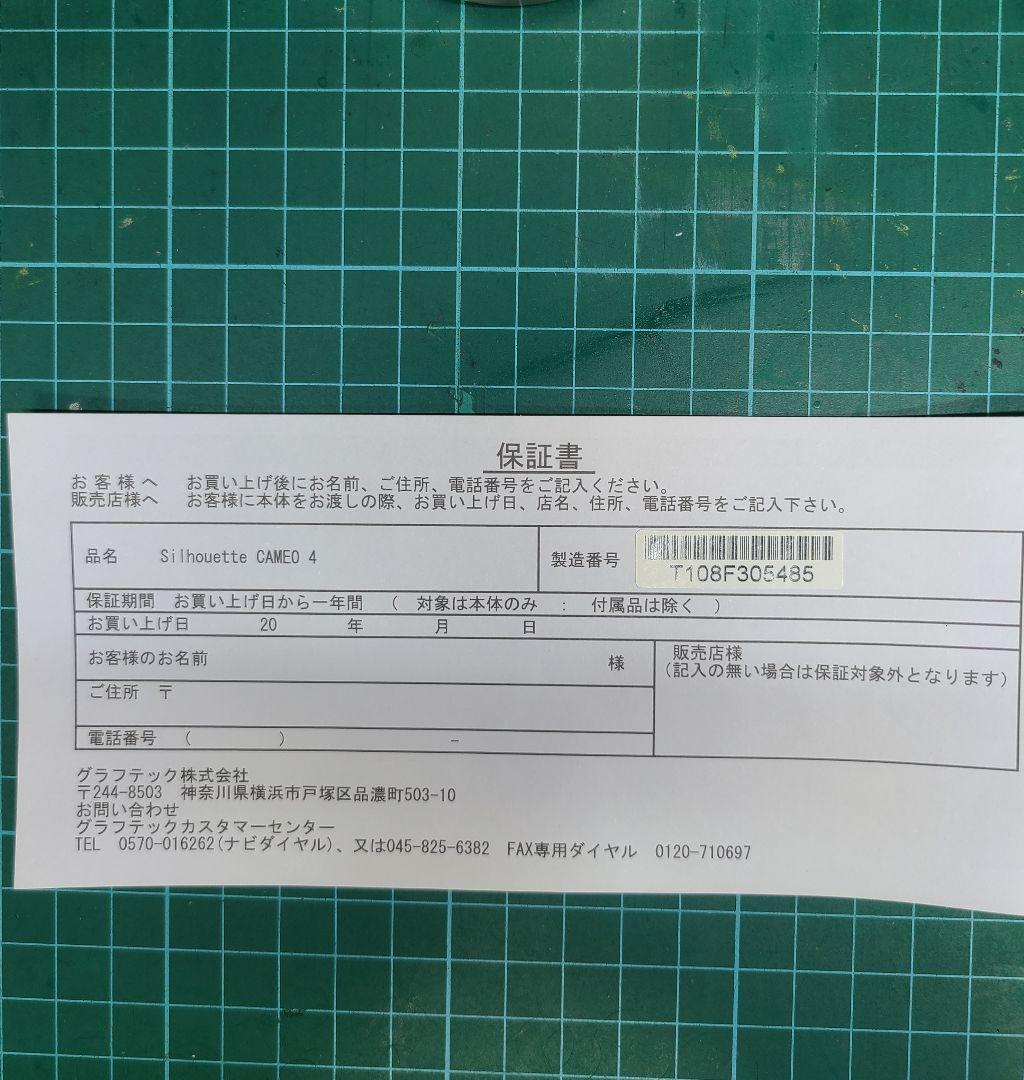 保証書
お客様へ　お買い上げ後にお名前、ご住所、電話番号をご記入ください。
販売店様へ　お客様に本体をお渡しの際、お買い上げ日、店名、住所、電話番号をご記入下さい。
品名　Silhouette CAMEO 4　製造番号　T108F305485
保証期間　お買い上げ日から一年間　（　対象は本体のみ　：　付属品は除く　）
お買い上げ日　20　年　月　日
お客様のお名前　様
販売店様
（記入の無い場合は保証対象外となります）
ご住所　〒
電話番号　（　　）　－
グラフテック株式会社
〒244-8503　神奈川県横浜市戸塚区品濃町503-10
お問い合わせ
グラフテックカスタマーセンター
TEL　0570-016262(ナビダイヤル)、又は045-825-6382　FAX専用ダイヤル　0120-710697